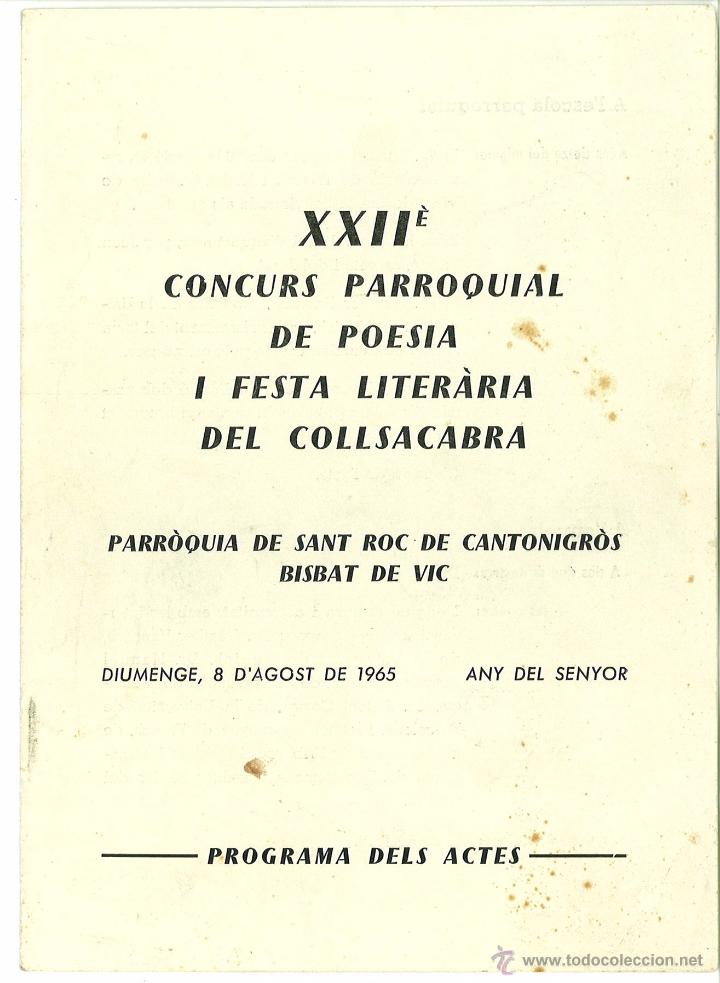 XXIIÈ
CONCURS PARROQUIAL
DE POESIA
I FESTA LITERÀRIA
DEL COLLSACABRA
PARRÒQUIA DE SANT ROC DE CANTONIGRÒS
BISBAT DE VIC
DIUMENGE, 8 D'AGOST DE 1965 ANY DEL SENYOR
PROGRAMA DELS ACTES
www.todocoleccion.net